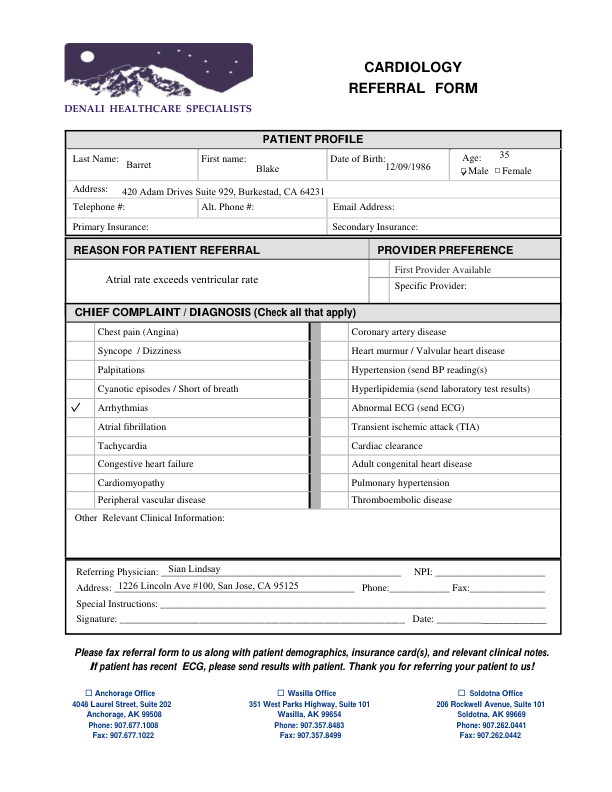 CARDIOLOGY
REFERRAL FORM
DENALI HEALTHCARE SPECIALISTS
PATIENT PROFILE
Last Name: Barret First name: Blake Date of Birth: 12/09/1986 Age: 35
✓Male ☐ Female
Address: 420 Adam Drives Suite 929, Burkestad, CA 64231
Telephone #: Alt. Phone #: Email Address:
Primary Insurance: Secondary Insurance:
REASON FOR PATIENT REFERRAL PROVIDER PREFERENCE
Atrial rate exceeds ventricular rate
First Provider Available
Specific Provider:
CHIEF COMPLAINT / DIAGNOSIS (Check all that apply)
Chest pain (Angina) Coronary artery disease
Syncope / Dizziness Heart murmur / Valvular heart disease
Palpitations Hypertension (send BP reading(s)
Cyanotic episodes / Short of breath Hyperlipidemia (send laboratory test results)
✓ Arrhythmias Abnormal ECG (send ECG)
Atrial fibrillation Transient ischemic attack (TIA)
Tachycardia Cardiac clearance
Congestive heart failure Adult congenital heart disease
Cardiomyopathy Pulmonary hypertension
Peripheral vascular disease Thromboembolic disease
Other Relevant Clinical Information:
Referring Physician: Sian Lindsay NPI:
Address: 1226 Lincoln Ave #100, San Jose, CA 95125 Phone: Fax:
Special Instructions:
Signature: Date:
Please fax referral form to us along with patient demographics, insurance card(s), and relevant clinical notes.
If patient has recent ECG, please send results with patient. Thank you for referring your patient to us!
☐ Anchorage Office
4048 Laurel Street, Suite 202
Anchorage, AK 99508
Phone: 907.677.1008
Fax: 907.677.1022
☐ Wasilla Office
351 West Parks Highway, Suite 101
Wasilla, AK 99654
Phone: 907.357.8483
Fax: 907.357.8499
☐ Soldotna Office
206 Rockwell Avenue, Suite 101
Soldotna, AK 99669
Phone: 907.262.0441
Fax: 907.262.0442